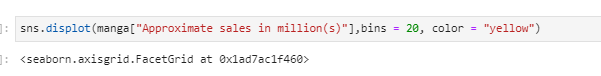 ]: sns.displot(manga["Approximate sales in million(s)"],bins = 20, color = "yellow")
]: <seaborn.axisgrid.FacetGrid at 0x1ad7ac1f460>